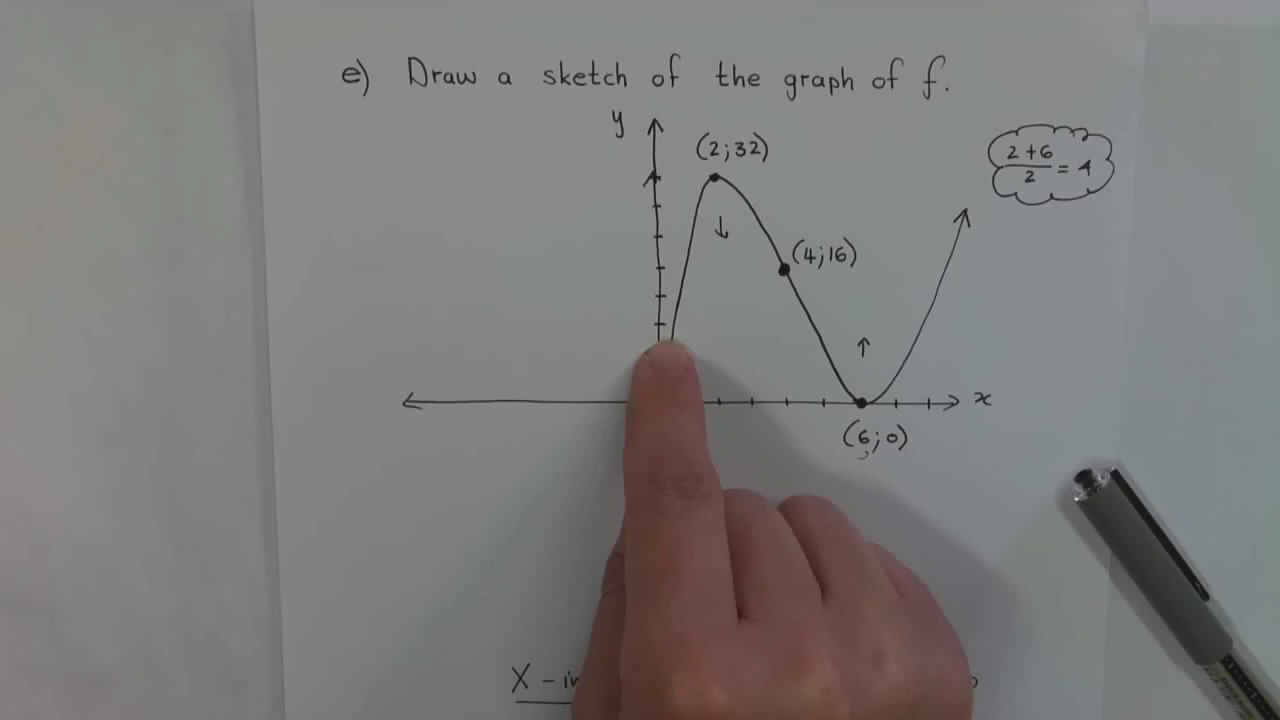 e) Draw a sketch of the graph of f.
y
(2;32)
2+6
2
= 4
(4;16)
x
(6;0)
X -